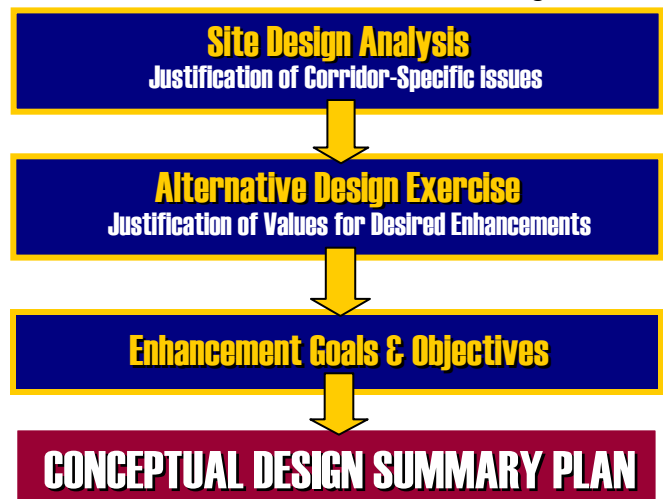 Site Design Analysis
Justification of Corridor-Specific issues
Alternative Design Exercise
Justification of Values for Desired Enhancements
Enhancement Goals & Objectives
CONCEPTUAL DESIGN SUMMARY PLAN